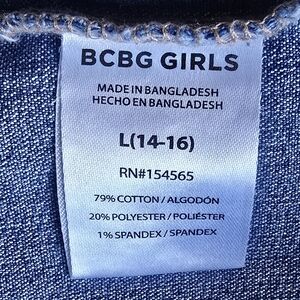 BCBG GIRLS
MADE IN BANGLADESH
HECHO EN BANGLADESH
L(14-16)
RN#154565
79% COTTON / ALGODÓN
20% POLYESTER / POLIÉSTER
1% SPANDEX / SPANDEX